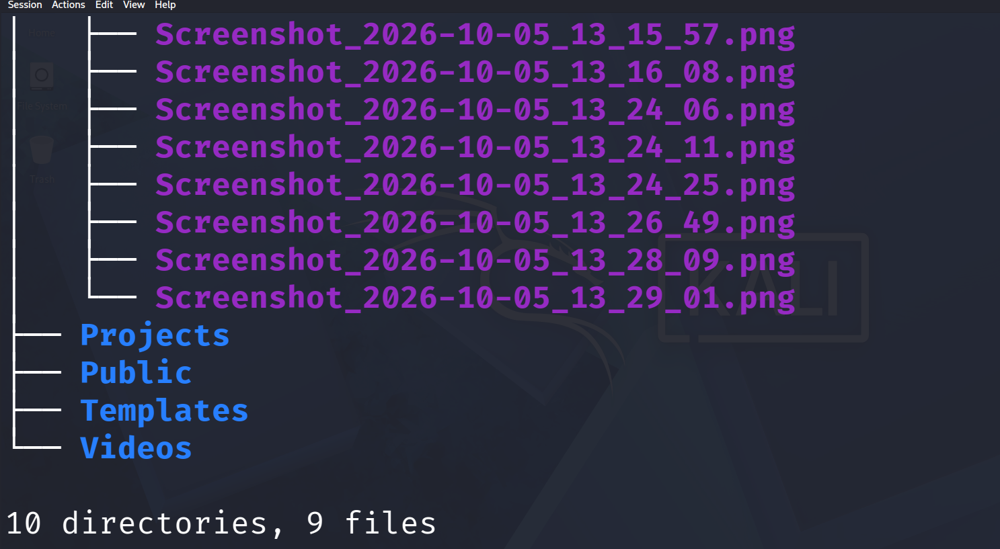 Session Actions Edit View Help
Home
Screenshot_2026-10-05_13_15_57.png
Screenshot_2026-10-05_13_16_08.png
File System
Screenshot_2026-10-05_13_24_06.png
Screenshot_2026-10-05_13_24_11.png
Trash
Screenshot_2026-10-05_13_24_25.png
Screenshot_2026-10-05_13_26_49.png
Screenshot_2026-10-05_13_28_09.png
Screenshot_2026-10-05_13_29_01.png
KALI
Projects
Public
Templates
Videos
10 directories, 9 files